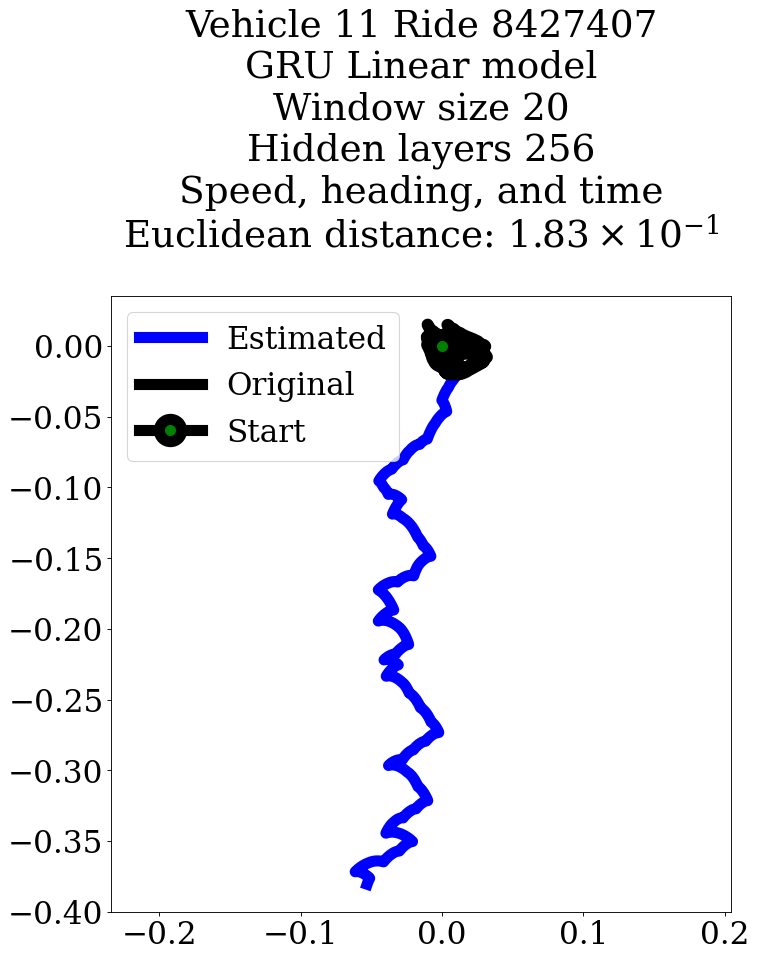 Vehicle 11 Ride 8427407
GRU Linear model
Window size 20
Hidden layers 256
Speed, heading, and time
Euclidean distance: 1.83 × 10⁻¹
Estimated
Original
Start
0.00
−0.05
−0.10
−0.15
−0.20
−0.25
−0.30
−0.35
−0.40
−0.2 −0.1 0.0 0.1 0.2